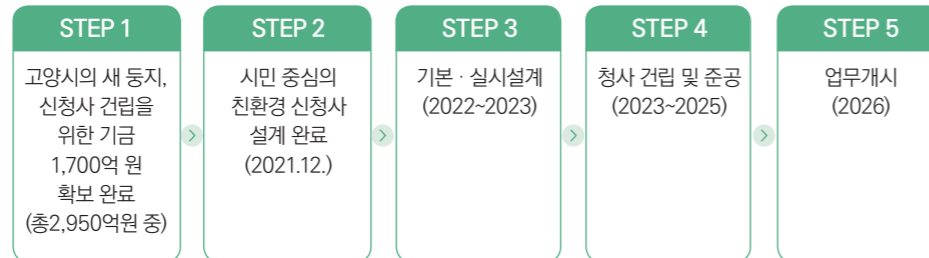 STEP 1
고양시의 새 둥지,
신청사 건립을
위한 기금
1,700억 원
확보 완료
(총2,950억원 중)
STEP 2
시민 중심의
친환경 신청사
설계 완료
(2021.12.)
STEP 3
기본 · 실시설계
(2022~2023)
STEP 4
청사 건립 및 준공
(2023~2025)
STEP 5
업무개시
(2026)